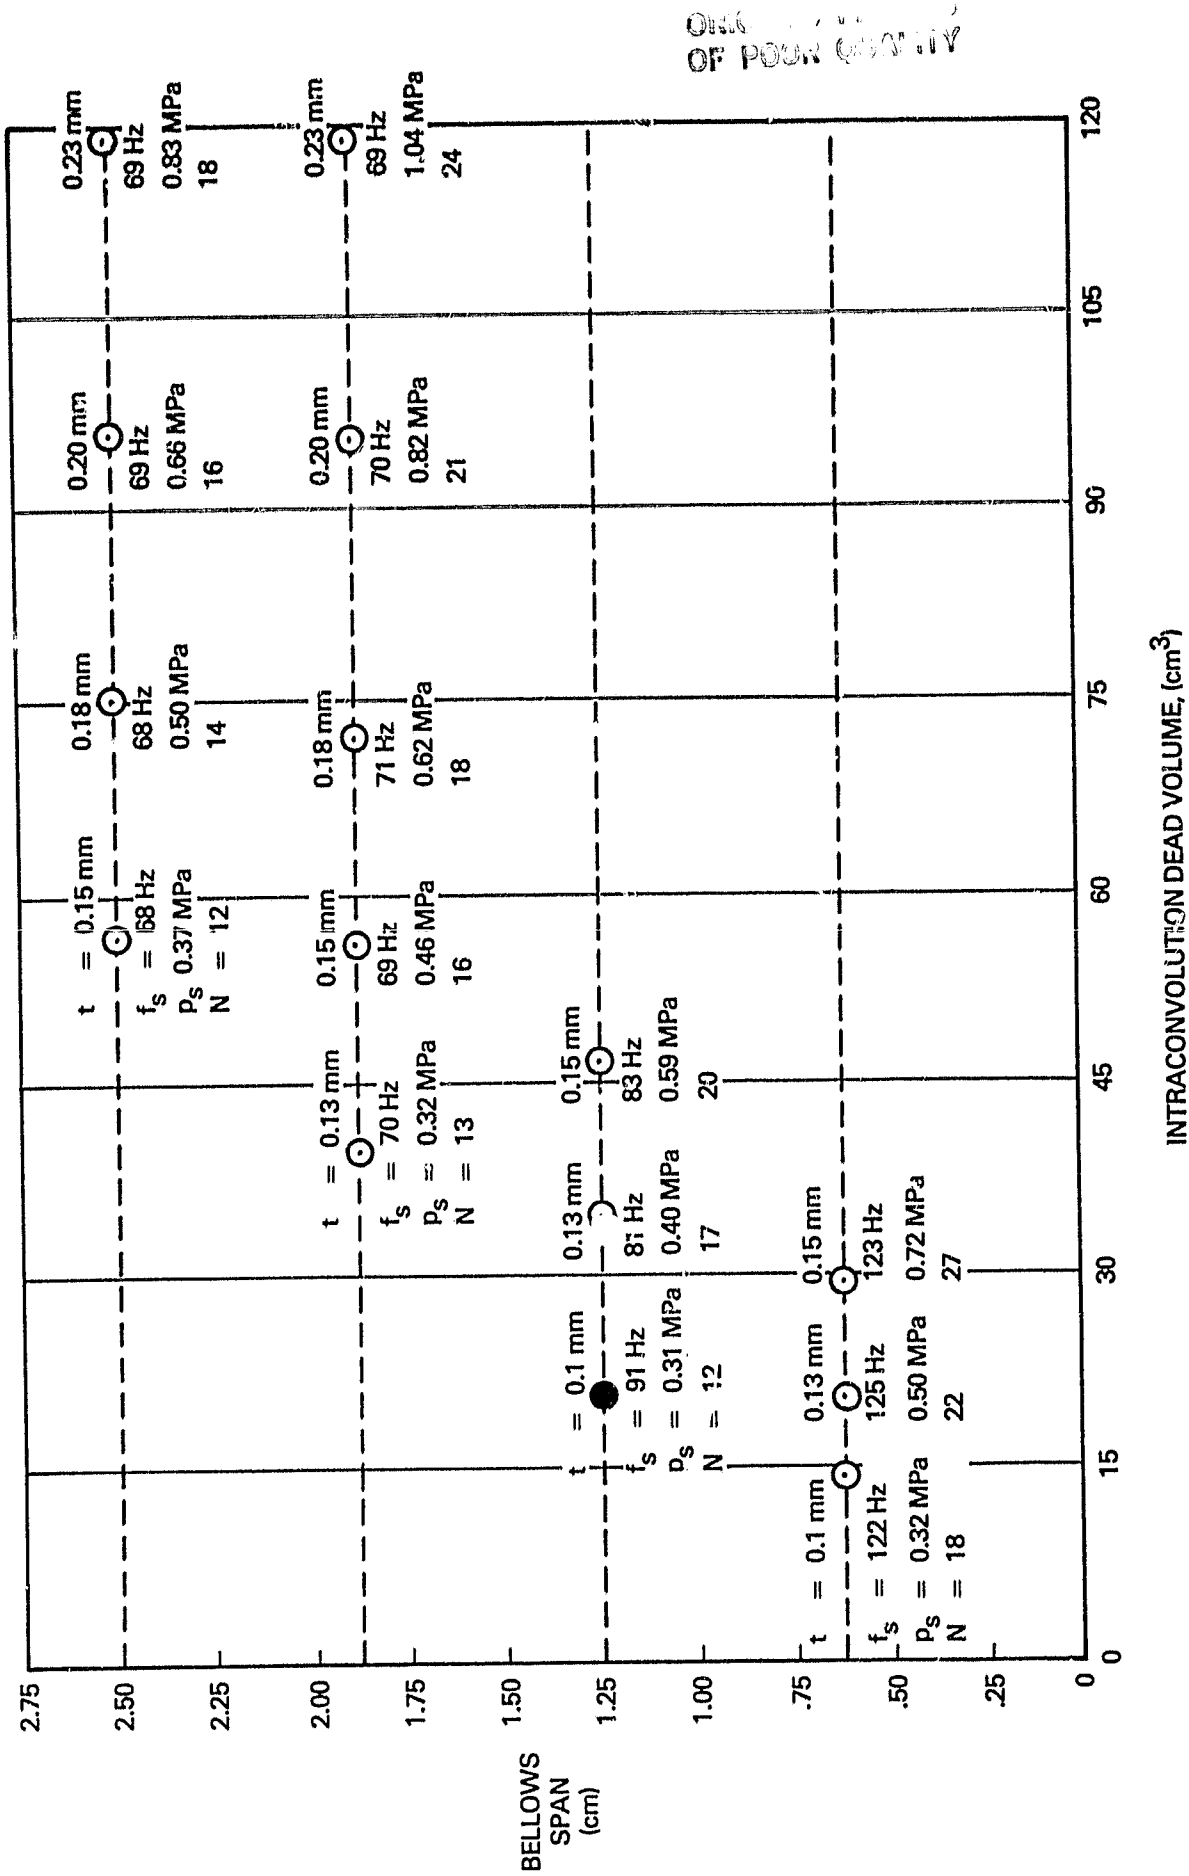 OF POOR QUALITY
0.23 mm
69 Hz
0.83 MPa
18
0.20 mm
69 Hz
0.66 MPa
16
0.18 mm
68 Hz
0.50 MPa
14
t = 0.15 mm
fs = 68 Hz
ps 0.37 MPa
N = 12
0.23 mm
69 Hz
1.04 MPa
24
0.20 mm
70 Hz
0.82 MPa
21
0.18 mm
71 Hz
0.62 MPa
18
0.15 mm
69 Hz
0.46 MPa
16
t = 0.13 mm
fs = 70 Hz
ps = 0.32 MPa
N = 13
0.15 mm
83 Hz
0.59 MPa
20
0.13 mm
81 Hz
0.40 MPa
17
t = 0.1 mm
fs = 91 Hz
ps = 0.31 MPa
N = 12
0.15 mm
123 Hz
0.72 MPa
27
0.13 mm
125 Hz
0.50 MPa
22
t = 0.1 mm
fs = 122 Hz
ps = 0.32 MPa
N = 18
2.75
2.50
2.25
2.00
1.75
1.50
1.25
1.00
.75
.50
.25
0
BELLOWS
SPAN
(cm)
0
15
30
45
60
75
90
105
120
INTRACONVOLUTION DEAD VOLUME, (cm³)